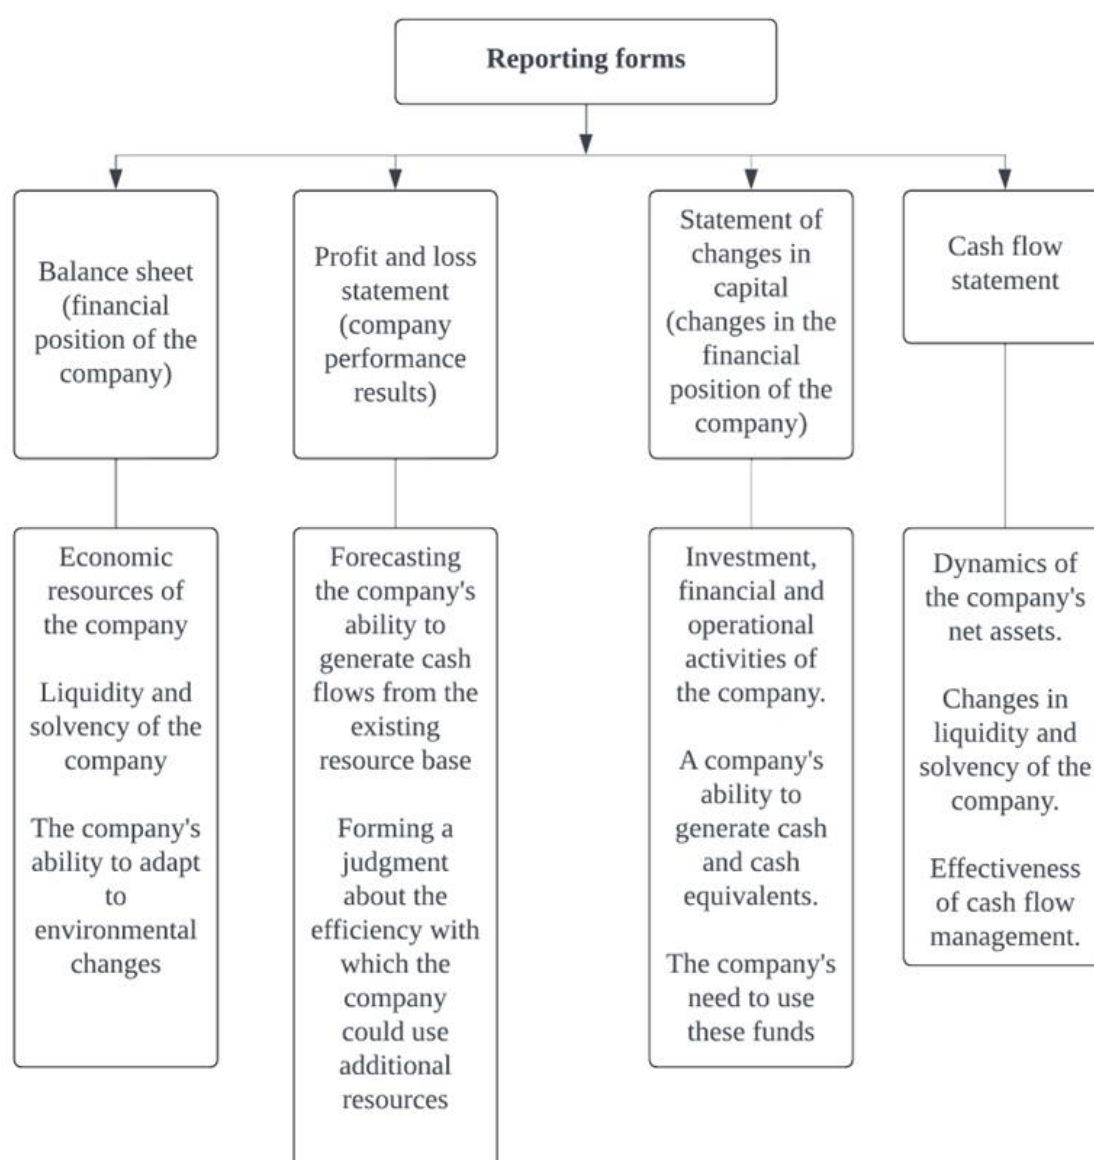 Reporting forms
Balance sheet
(financial
position of the
company)
Profit and loss
statement
(company
performance
results)
Statement of
changes in
capital
(changes in the
financial
position of the
company)
Cash flow
statement
Economic
resources of
the company
Liquidity and
solvency of the
company
The company's
ability to adapt
to
environmental
changes
Forecasting
the company's
ability to
generate cash
flows from the
existing
resource base
Forming a
judgment
about the
efficiency with
which the
company
could use
additional
resources
Investment,
financial and
operational
activities of
the company.
A company's
ability to
generate cash
and cash
equivalents.
The company's
need to use
these funds
Dynamics of
the company's
net assets.
Changes in
liquidity and
solvency of the
company.
Effectiveness
of cash flow
management.